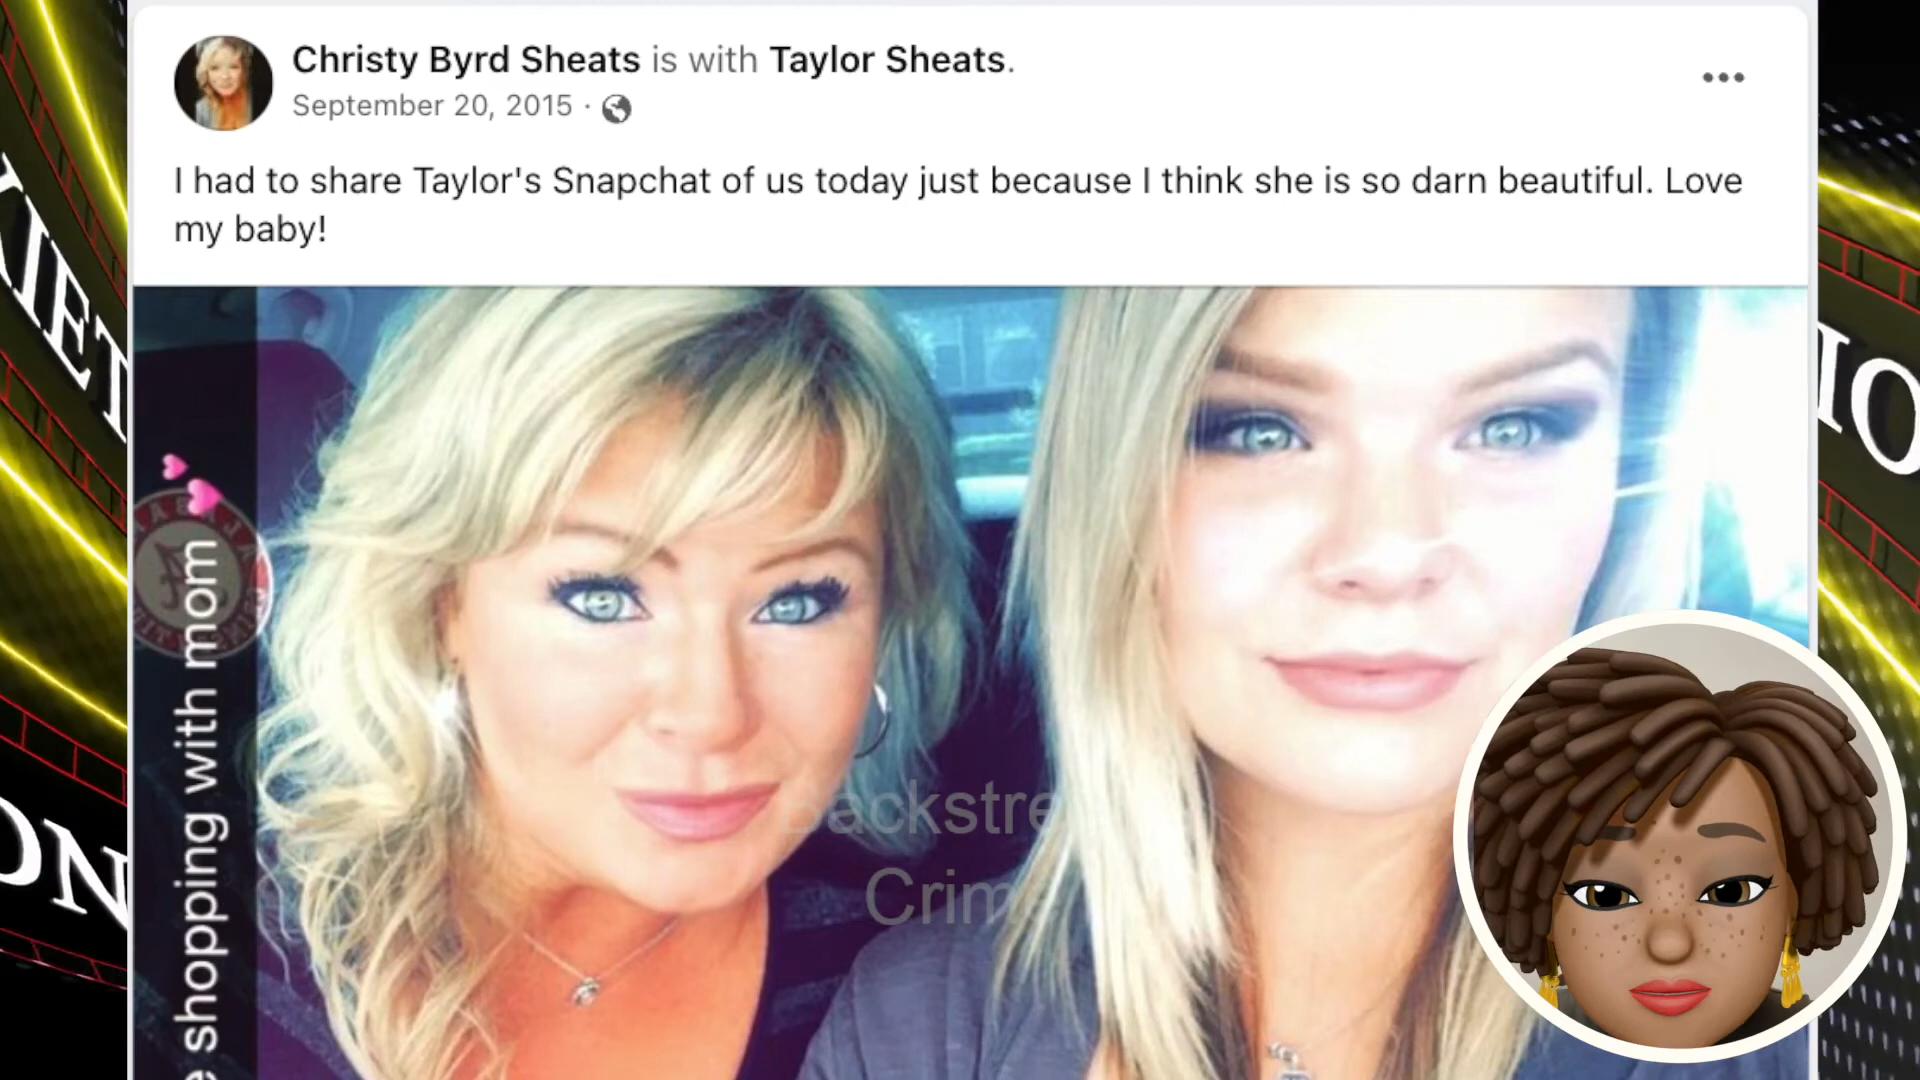 Christy Byrd Sheats is with Taylor Sheats.
September 20, 2015 ·
I had to share Taylor's Snapchat of us today just because I think she is so darn beautiful. Love
my baby!
shopping with mom
Crim